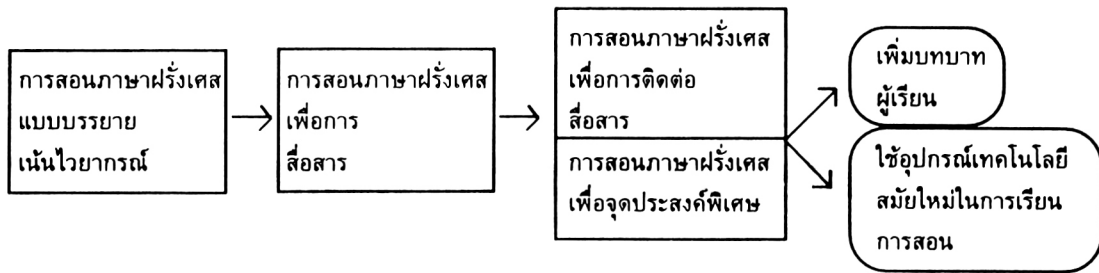 การสอนภาษาฝรั่งเศส
แบบบรรยาย
เน้นไวยากรณ์
การสอนภาษาฝรั่งเศส
เพื่อการ
สื่อสาร
การสอนภาษาฝรั่งเศส
เพื่อการติดต่อ
สื่อสาร
การสอนภาษาฝรั่งเศส
เพื่อจุดประสงค์พิเศษ
เพิ่มบทบาท
ผู้เรียน
ใช้อุปกรณ์เทคโนโลยี
สมัยใหม่ในการเรียน
การสอน